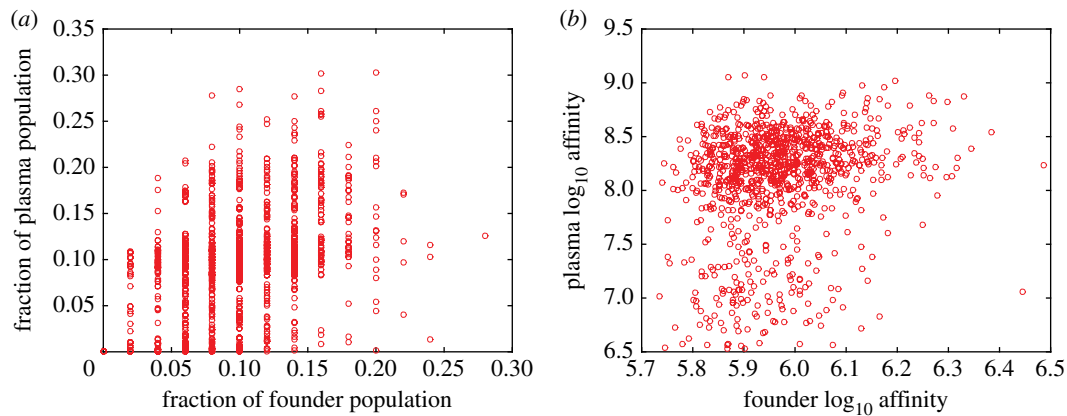 (a)
0.35
0.30
0.25
0.20
0.15
0.10
0.05
fraction of plasma population
0 0.05 0.10 0.15 0.20 0.25 0.30
fraction of founder population
(b)
9.5
9.0
8.5
8.0
7.5
7.0
6.5
plasma log10 affinity
5.7 5.8 5.9 6.0 6.1 6.2 6.3 6.4 6.5
founder log10 affinity